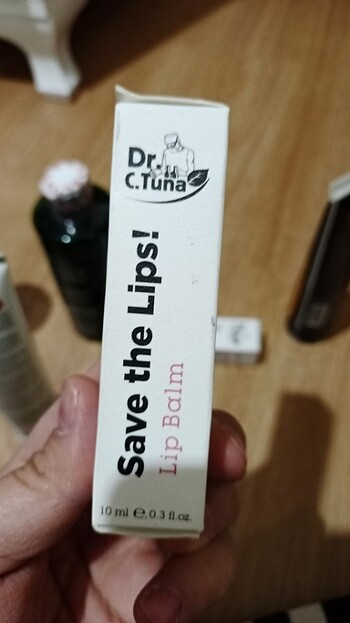 Dr.
C.Tuna
Save the Lips!
Lip Balm
10 ml ℮.0.3 fl.oz.